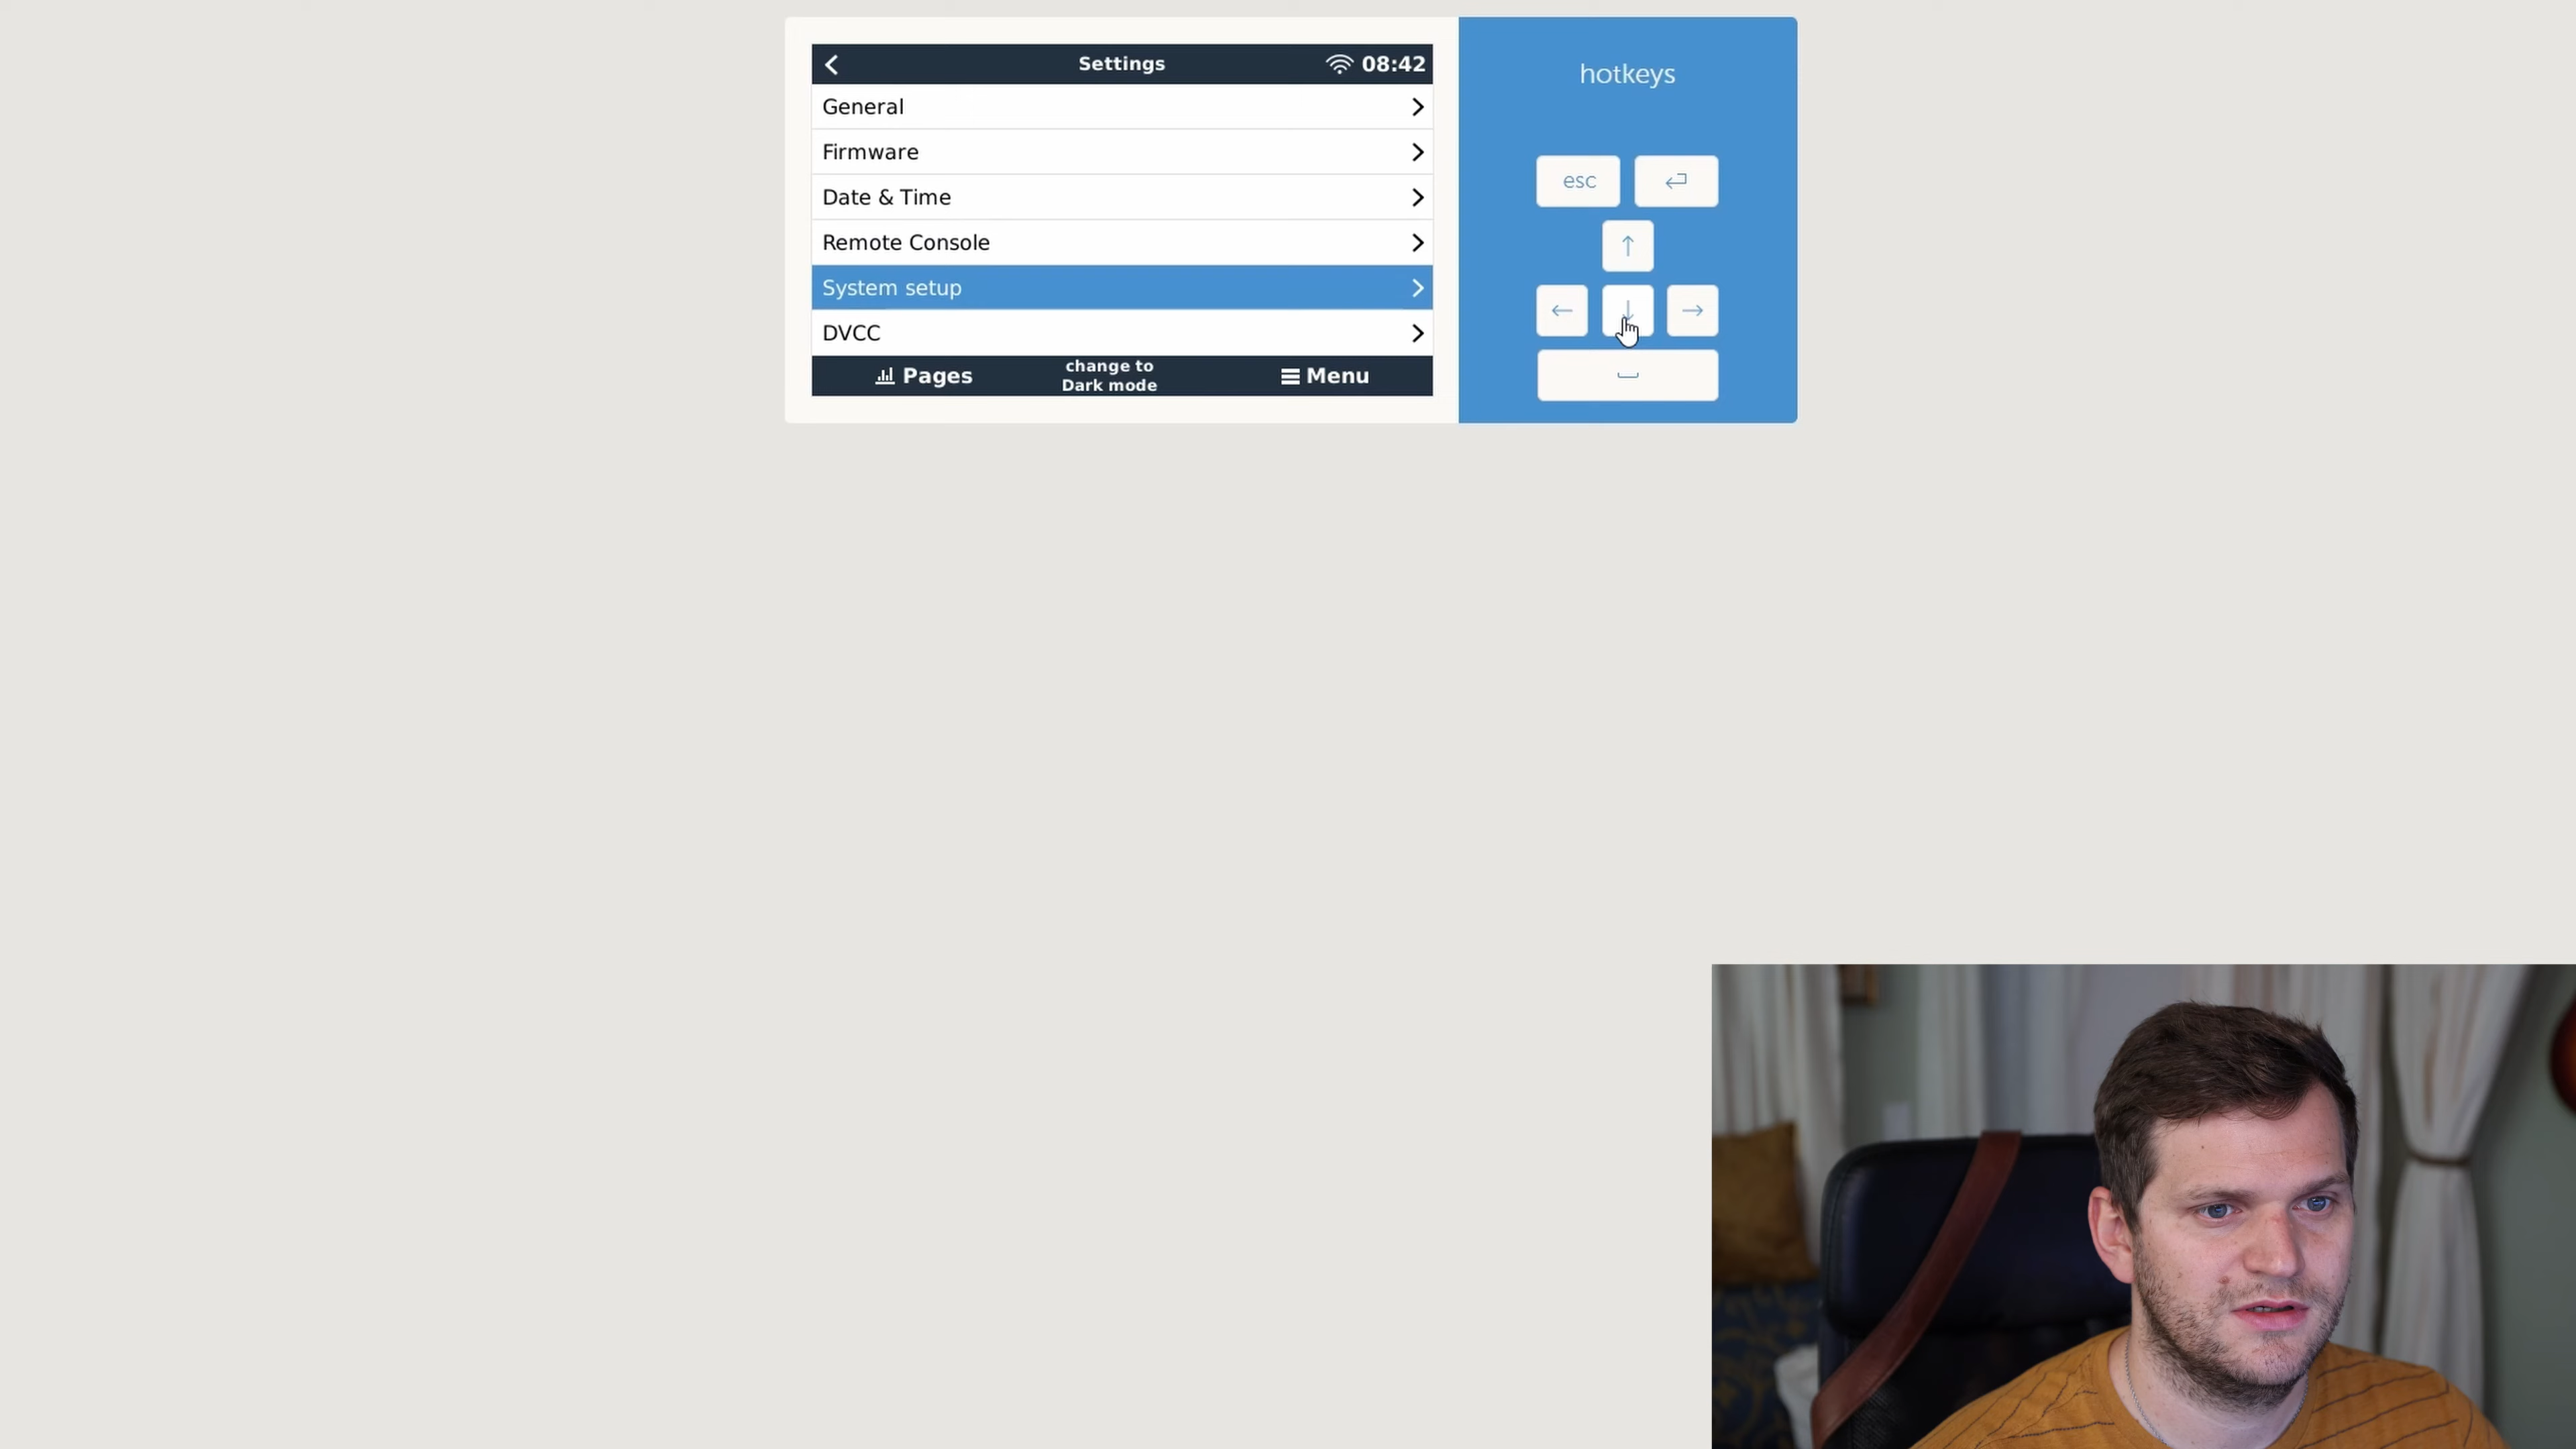 Settings 08:42
General
Firmware
Date & Time
Remote Console
System setup
DVCC
Pages
change to
Dark mode
Menu
hotkeys
esc